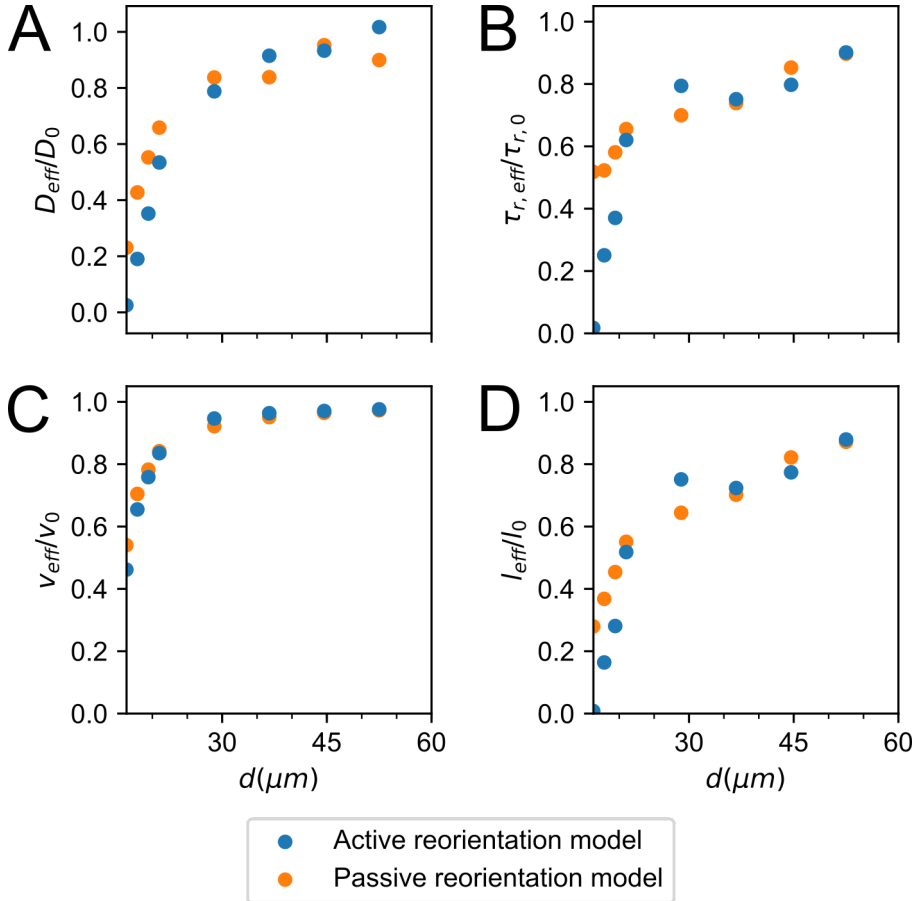 A
1.0
0.8
0.6
0.4
0.2
0.0
D_eff/D_0
B
1.0
0.8
0.6
0.4
0.2
0.0
τ_r, eff/τ_r, 0
C
1.0
0.8
0.6
0.4
0.2
0.0
v_eff/v_0
30
45
60
d(μm)
D
1.0
0.8
0.6
0.4
0.2
0.0
l_eff/l_0
30
45
60
d(μm)
Active reorientation model
Passive reorientation model